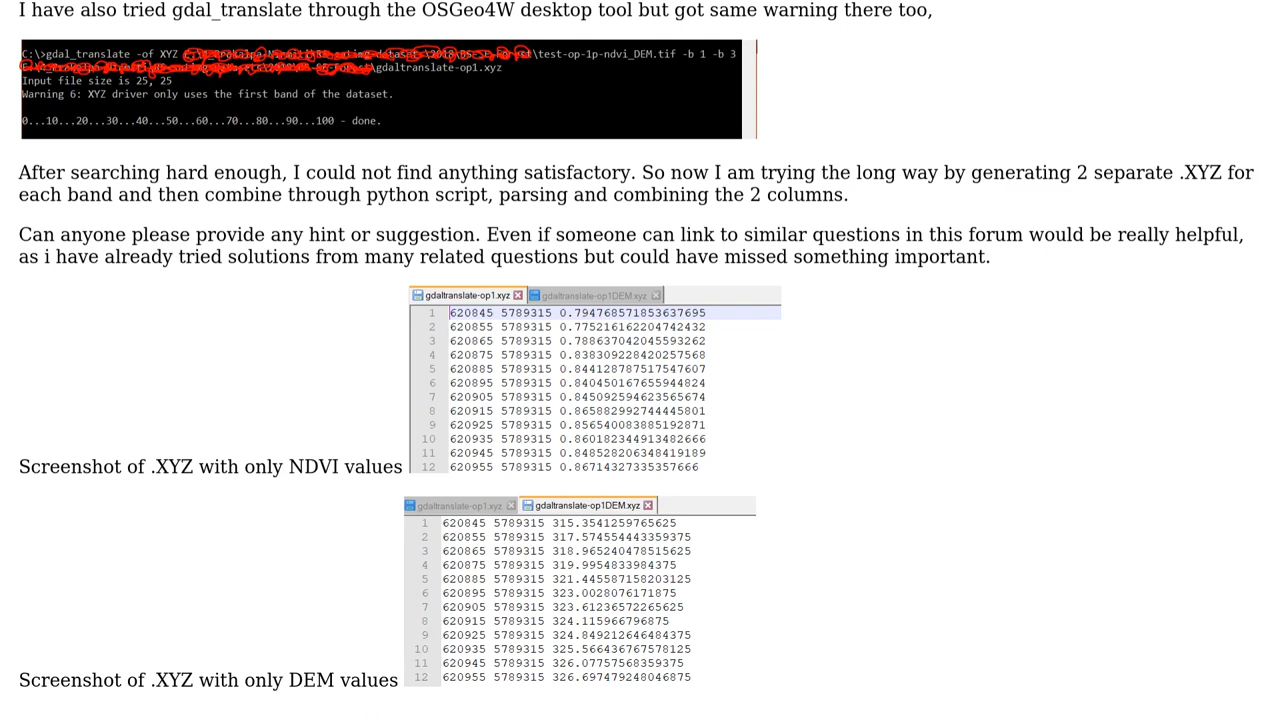 I have also tried gdal_translate through the OSGeo4W desktop tool but got same warning there too,
C:\>gdal_translate -of XYZ \test-op-1p-ndvi_DEM.tif -b 1 -b 3
\gdaltranslate-op1.xyz
Input file size is 25, 25
Warning 6: XYZ driver only uses the first band of the dataset.
0...10...20...30...40...50...60...70...80...90...100 - done.
After searching hard enough, I could not find anything satisfactory. So now I am trying the long way by generating 2 separate .XYZ for
each band and then combine through python script, parsing and combining the 2 columns.
Can anyone please provide any hint or suggestion. Even if someone can link to similar questions in this forum would be really helpful,
as i have already tried solutions from many related questions but could have missed something important.
gdaltranslate-op1.xyz gdaltranslate-op1DEM.xyz
1 620845 5789315 0.794768571853637695
2 620855 5789315 0.775216162204742432
3 620865 5789315 0.788637042045593262
4 620875 5789315 0.838309228420257568
5 620885 5789315 0.844128787517547607
6 620895 5789315 0.840450167655944824
7 620905 5789315 0.845092594623565674
8 620915 5789315 0.865882992744445801
9 620925 5789315 0.856540083885192871
10 620935 5789315 0.860182344913482666
11 620945 5789315 0.848528206348419189
12 620955 5789315 0.86714327335357666
Screenshot of .XYZ with only NDVI values
gdaltranslate-op1.xyz gdaltranslate-op1DEM.xyz
1 620845 5789315 315.3541259765625
2 620855 5789315 317.574554443359375
3 620865 5789315 318.965240478515625
4 620875 5789315 319.9954833984375
5 620885 5789315 321.445587158203125
6 620895 5789315 323.0028076171875
7 620905 5789315 323.61236572265625
8 620915 5789315 324.115966796875
9 620925 5789315 324.849212646484375
10 620935 5789315 325.566436767578125
11 620945 5789315 326.07757568359375
12 620955 5789315 326.697479248046875
Screenshot of .XYZ with only DEM values